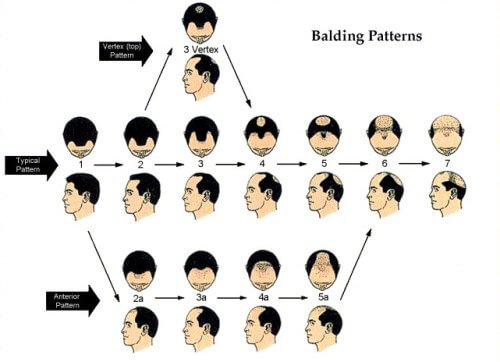 Balding Patterns
Vertex (top)
Pattern
3 Vertex
Typical
Pattern
1
2
3
4
5
6
7
Anterior
Pattern
2a
3a
4a
5a